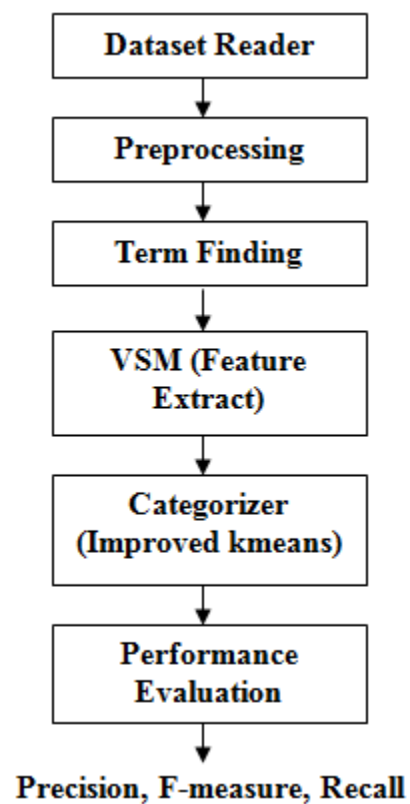 Dataset Reader
Preprocessing
Term Finding
VSM (Feature
Extract)
Categorizer
(Improved kmeans)
Performance
Evaluation
Precision, F-measure, Recall